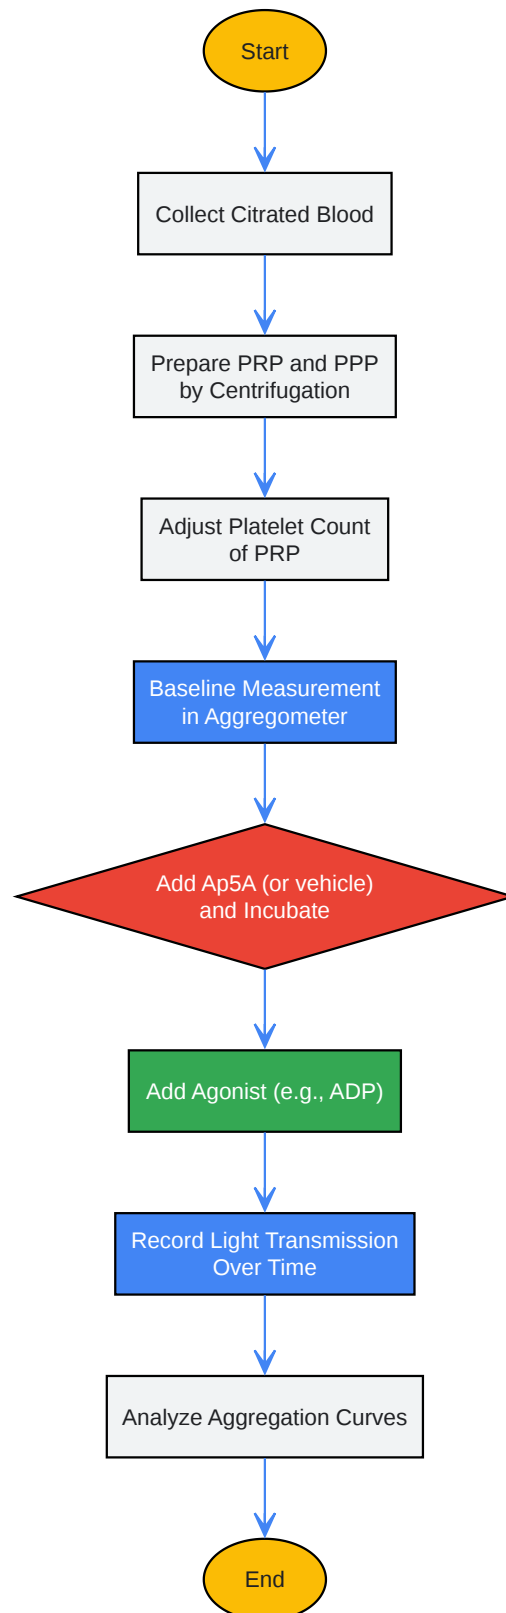 Start
Collect Citrated Blood
Prepare PRP and PPP
by Centrifugation
Adjust Platelet Count
of PRP
Baseline Measurement
in Aggregometer
Add Ap5A (or vehicle)
and Incubate
Add Agonist (e.g., ADP)
Record Light Transmission
Over Time
Analyze Aggregation Curves
End